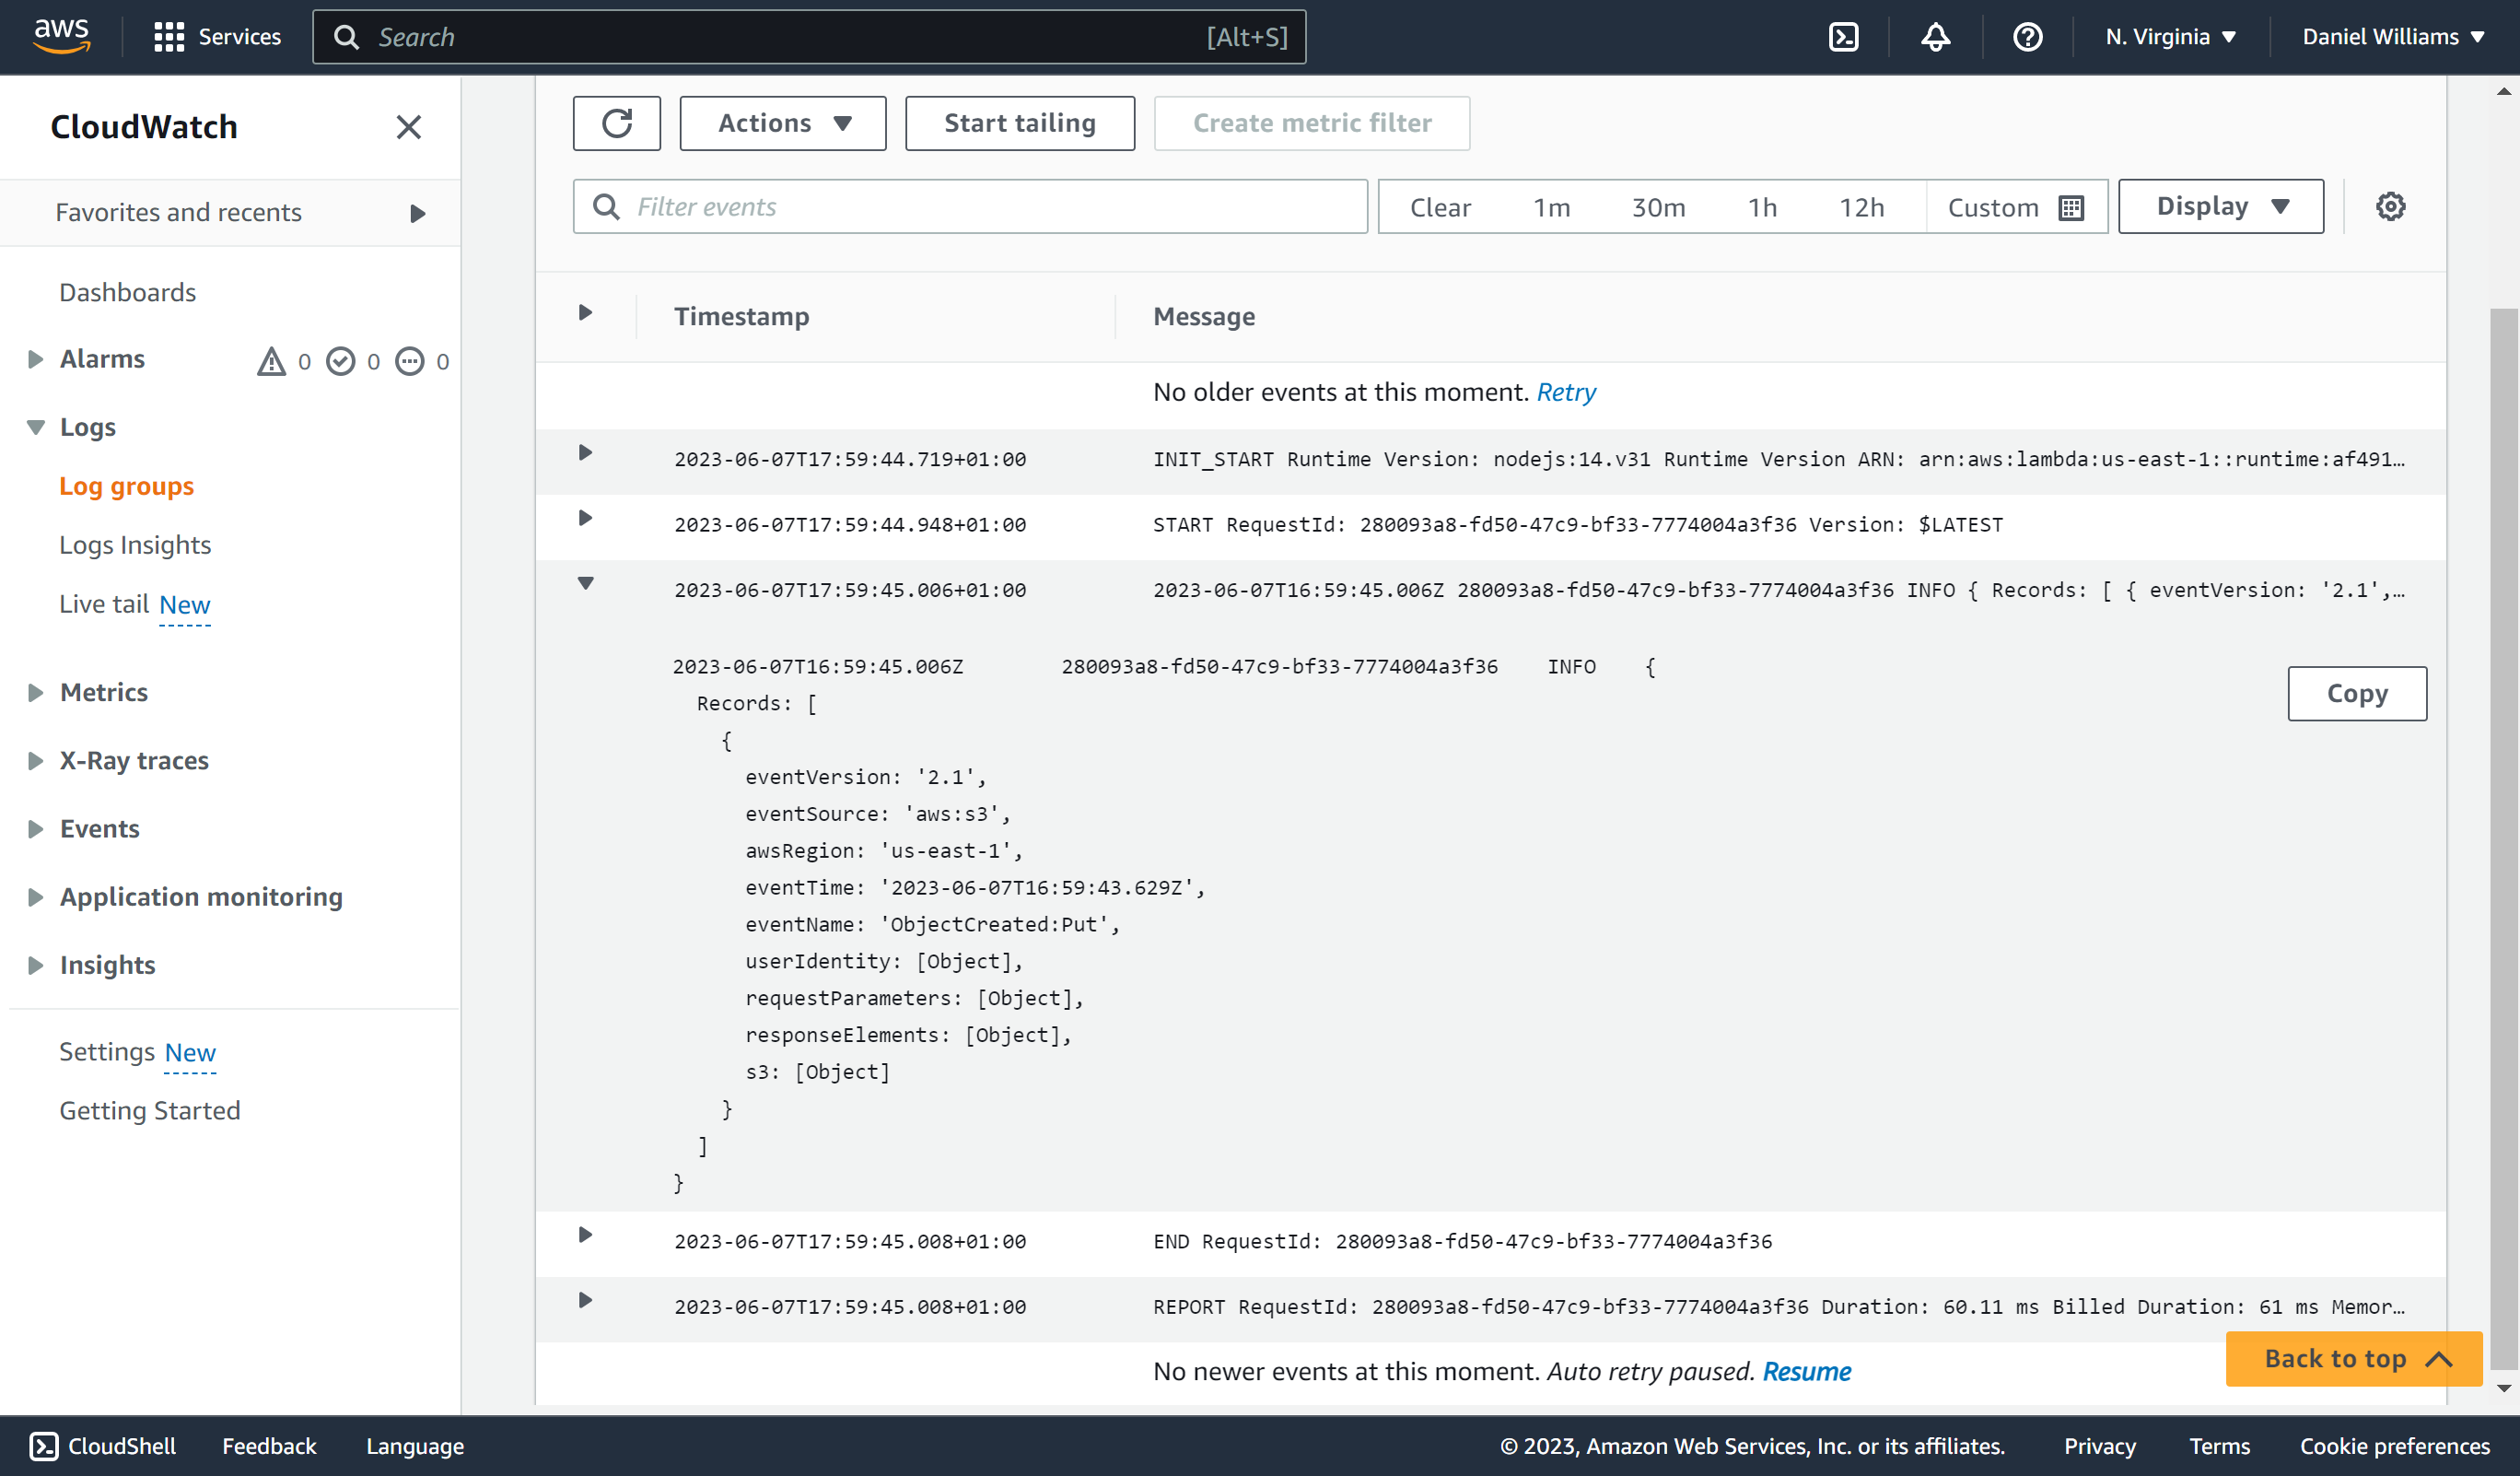 aws Services Search [Alt+S] N. Virginia Daniel Williams
CloudWatch
Favorites and recents
Dashboards
Alarms 0 0 0
Logs
Log groups
Logs Insights
Live tail New
Metrics
X-Ray traces
Events
Application monitoring
Insights
Settings New
Getting Started
Actions Start tailing Create metric filter
Filter events Clear 1m 30m 1h 12h Custom Display
Timestamp Message
No older events at this moment. Retry
2023-06-07T17:59:44.719+01:00 INIT_START Runtime Version: nodejs:14.v31 Runtime Version ARN: arn:aws:lambda:us-east-1::runtime:af491…
2023-06-07T17:59:44.948+01:00 START RequestId: 280093a8-fd50-47c9-bf33-7774004a3f36 Version: $LATEST
2023-06-07T17:59:45.006+01:00 2023-06-07T16:59:45.006Z 280093a8-fd50-47c9-bf33-7774004a3f36 INFO { Records: [ { eventVersion: '2.1',…
2023-06-07T16:59:45.006Z 280093a8-fd50-47c9-bf33-7774004a3f36 INFO {
Copy
Records: [
{
eventVersion: '2.1',
eventSource: 'aws:s3',
awsRegion: 'us-east-1',
eventTime: '2023-06-07T16:59:43.629Z',
eventName: 'ObjectCreated:Put',
userIdentity: [Object],
requestParameters: [Object],
responseElements: [Object],
s3: [Object]
}
]
}
2023-06-07T17:59:45.008+01:00 END RequestId: 280093a8-fd50-47c9-bf33-7774004a3f36
2023-06-07T17:59:45.008+01:00 REPORT RequestId: 280093a8-fd50-47c9-bf33-7774004a3f36 Duration: 60.11 ms Billed Duration: 61 ms Memor…
No newer events at this moment. Auto retry paused. Resume
Back to top
CloudShell Feedback Language © 2023, Amazon Web Services, Inc. or its affiliates. Privacy Terms Cookie preferences